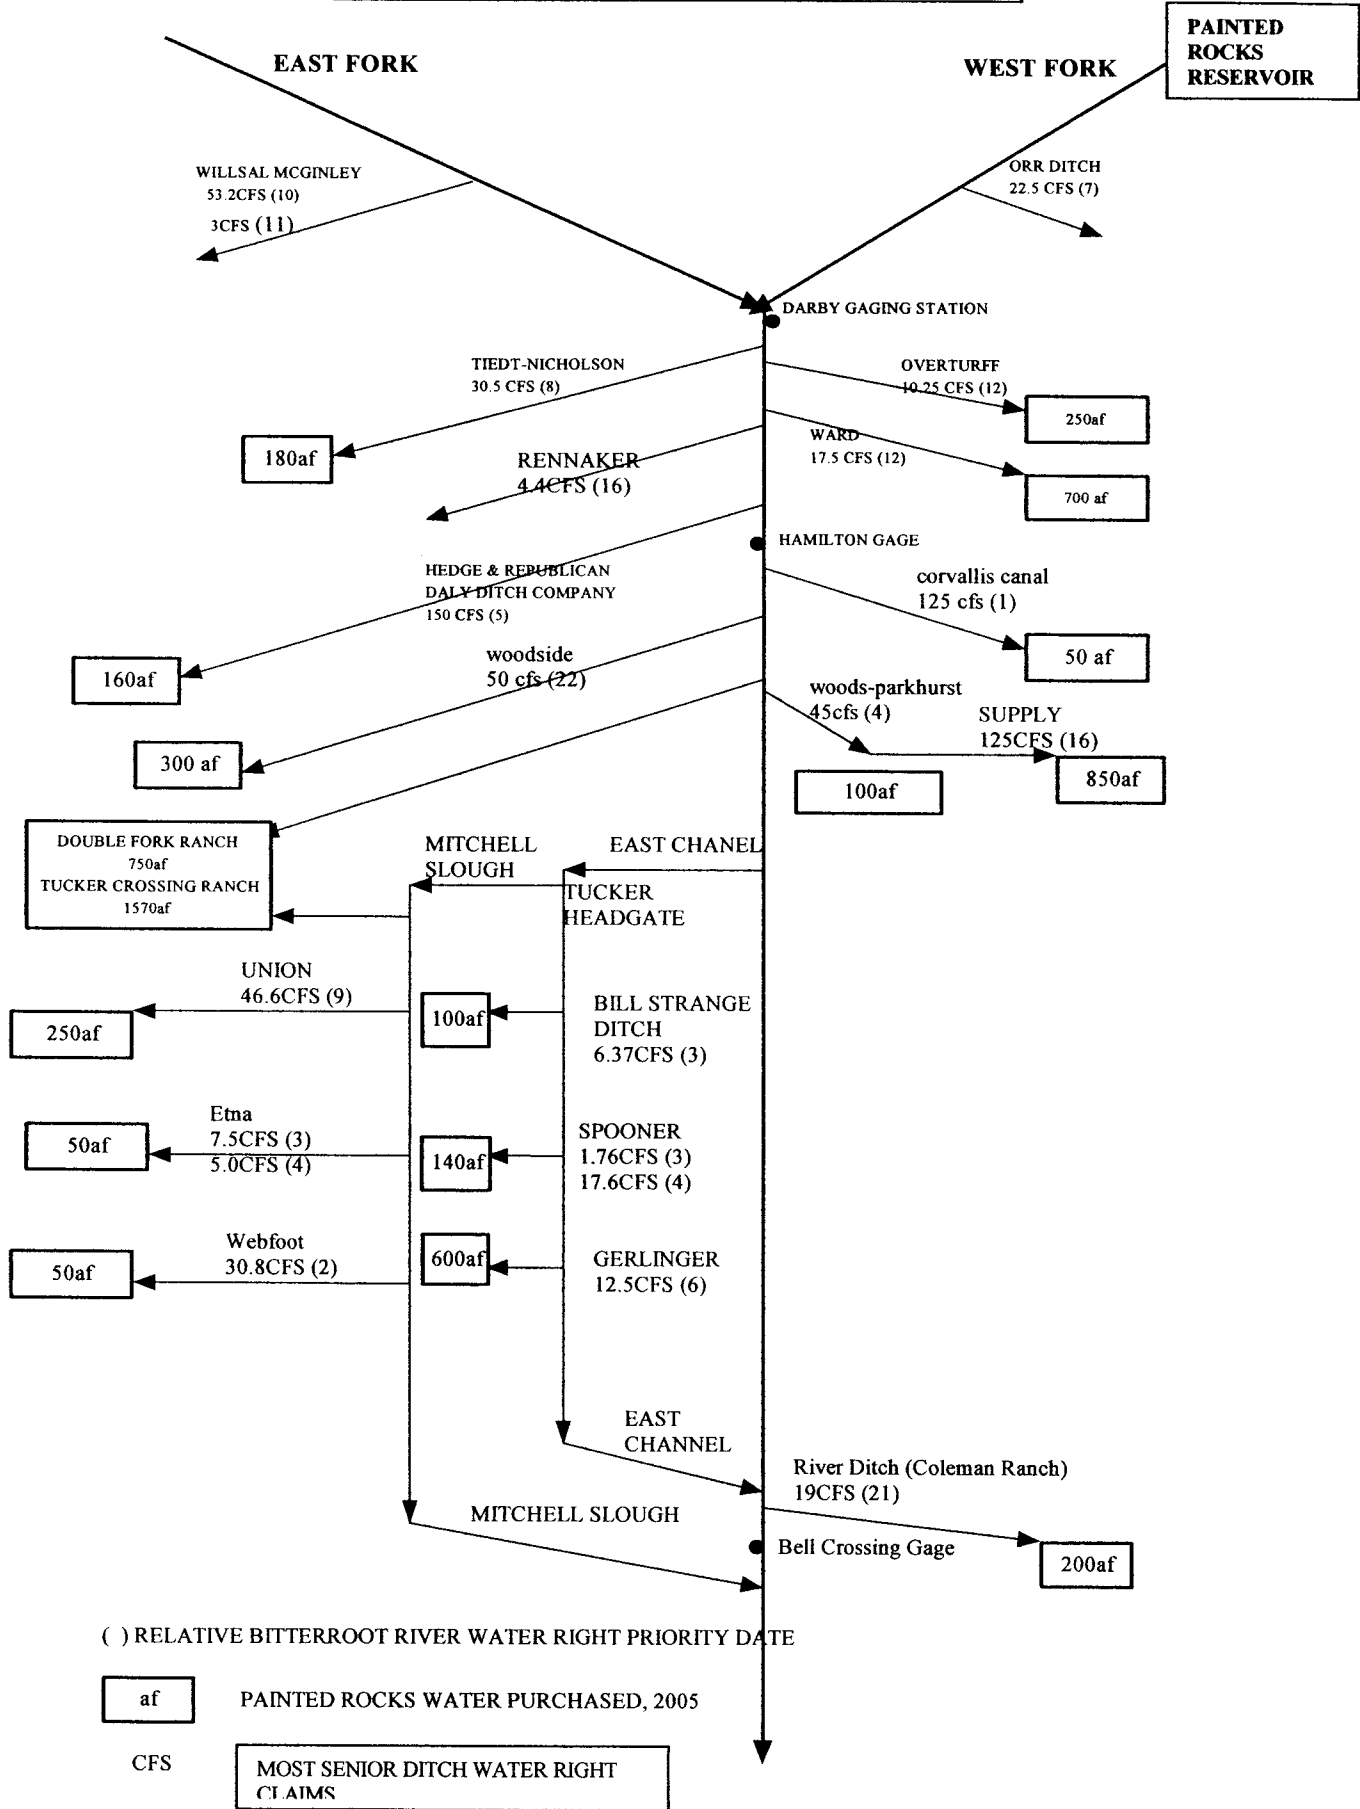 PAINTED
ROCKS
RESERVOIR
EAST FORK
WEST FORK
WILLSAL MCGINLEY
53.2CFS (10)
3CFS (11)
ORR DITCH
22.5 CFS (7)
DARBY GAGING STATION
TIEDT-NICHOLSON
30.5 CFS (8)
OVERTURFF
10.25 CFS (12)
250af
180af
WARD
17.5 CFS (12)
700 af
RENNAKER
4.4CFS (16)
HAMILTON GAGE
HEDGE & REPUBLICAN
DALY DITCH COMPANY
150 CFS (5)
160af
corvallis canal
125 cfs (1)
50 af
woodside
50 cfs (22)
300 af
woods-parkhurst
45cfs (4)
SUPPLY
125CFS (16)
100af
850af
DOUBLE FORK RANCH
750af
TUCKER CROSSING RANCH
1570af
MITCHELL
SLOUGH
EAST CHANEL
TUCKER
HEADGATE
UNION
46.6CFS (9)
250af
100af
BILL STRANGE
DITCH
6.37CFS (3)
Etna
7.5CFS (3)
5.0CFS (4)
50af
140af
SPOONER
1.76CFS (3)
17.6CFS (4)
Webfoot
30.8CFS (2)
50af
600af
GERLINGER
12.5CFS (6)
EAST
CHANNEL
River Ditch (Coleman Ranch)
19CFS (21)
MITCHELL SLOUGH
Bell Crossing Gage
200af
( ) RELATIVE BITTERROOT RIVER WATER RIGHT PRIORITY DATE
af
PAINTED ROCKS WATER PURCHASED, 2005
CFS
MOST SENIOR DITCH WATER RIGHT
CLAIMS